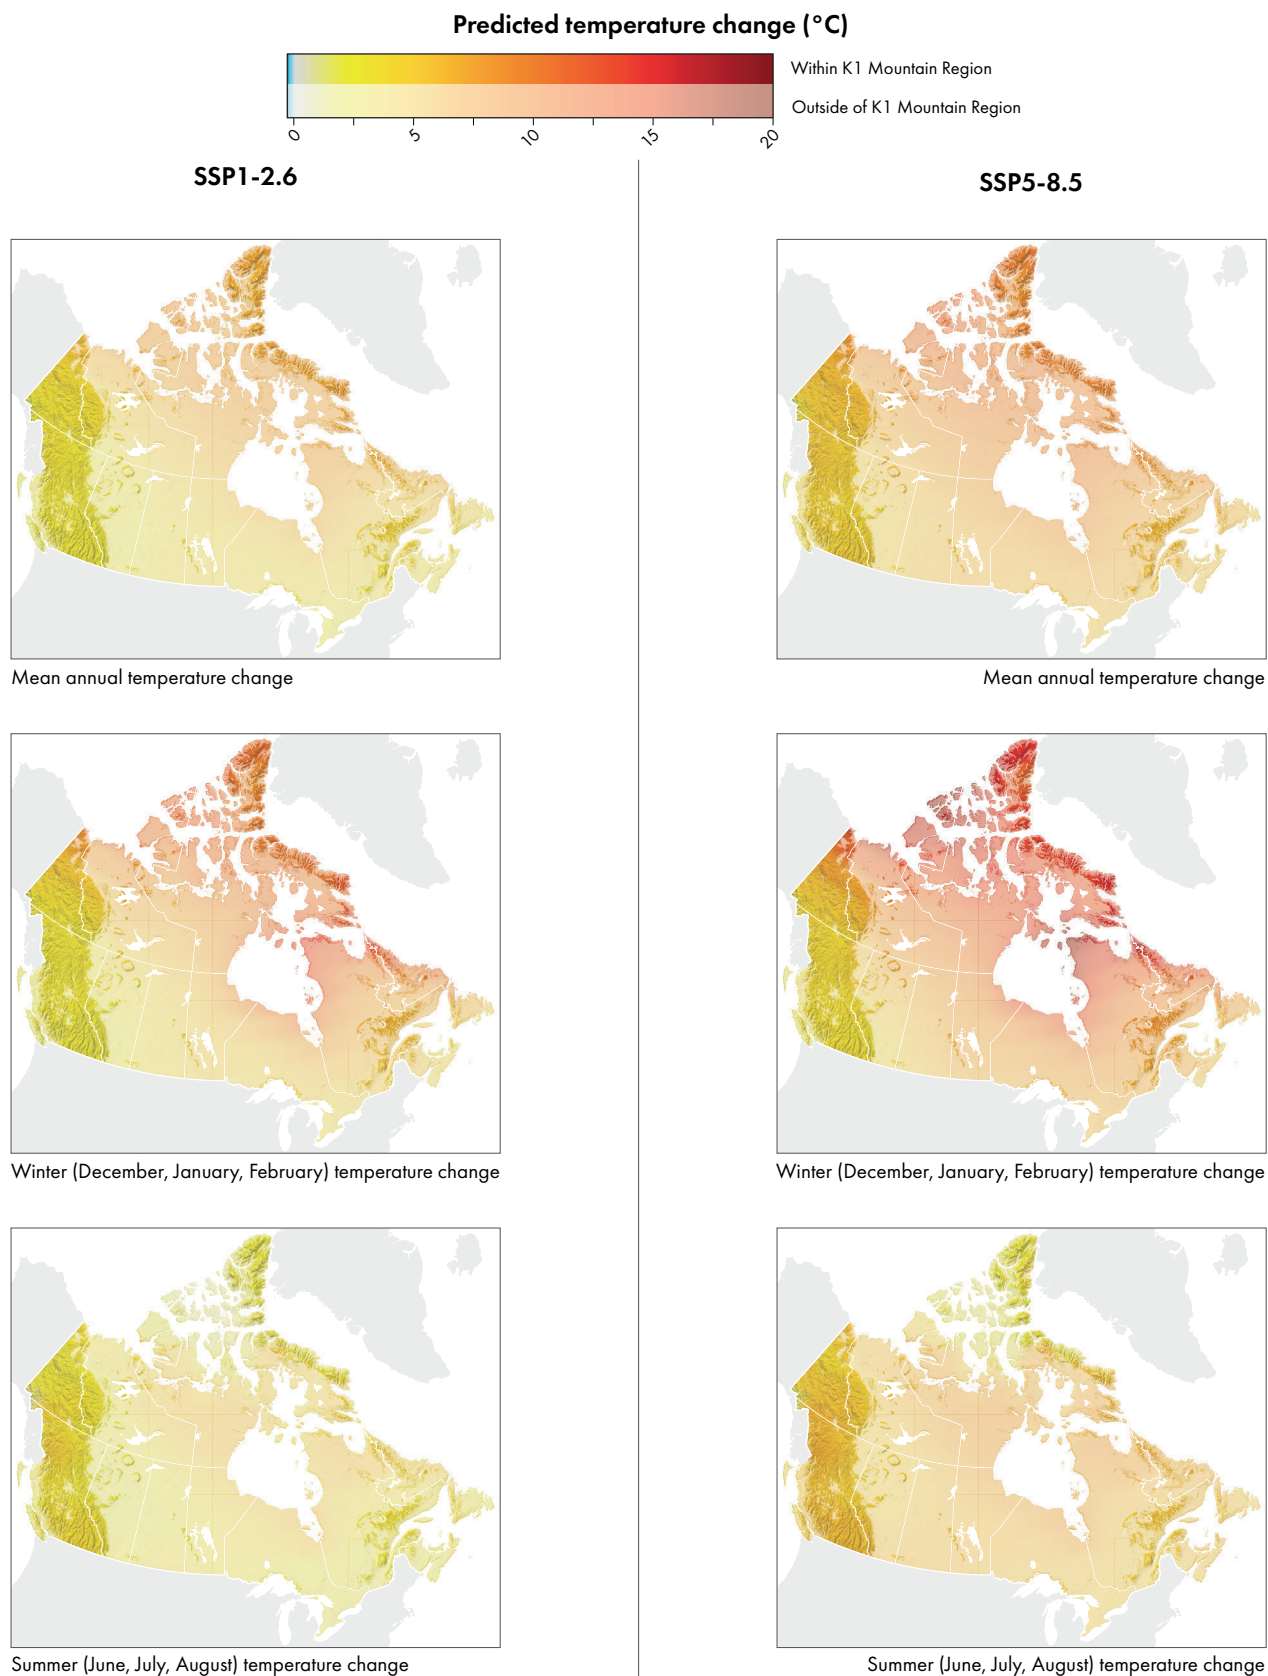 Predicted temperature change (°C)
Within K1 Mountain Region
Outside of K1 Mountain Region
0 5 10 15 20
SSP1-2.6
SSP5-8.5
Mean annual temperature change
Mean annual temperature change
Winter (December, January, February) temperature change
Winter (December, January, February) temperature change
Summer (June, July, August) temperature change
Summer (June, July, August) temperature change